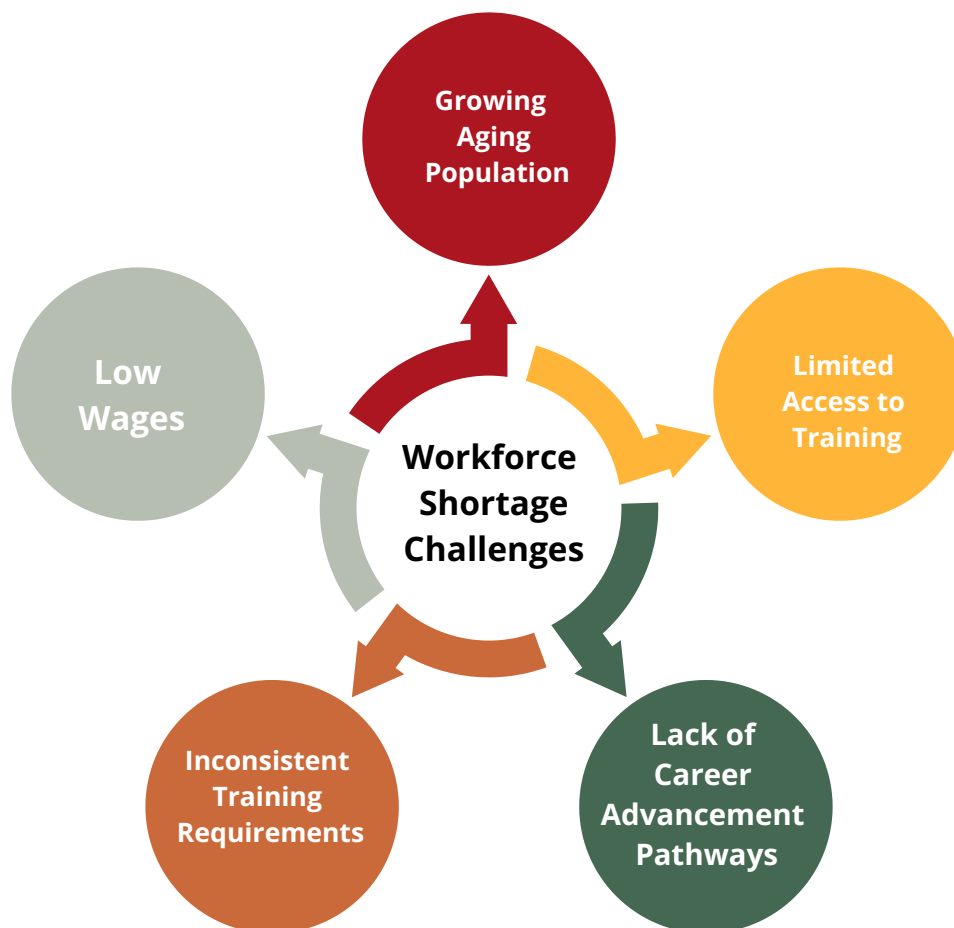 Growing
Aging
Population
Limited
Access to
Training
Lack of
Career
Advancement
Pathways
Inconsistent
Training
Requirements
Low
Wages
Workforce
Shortage
Challenges